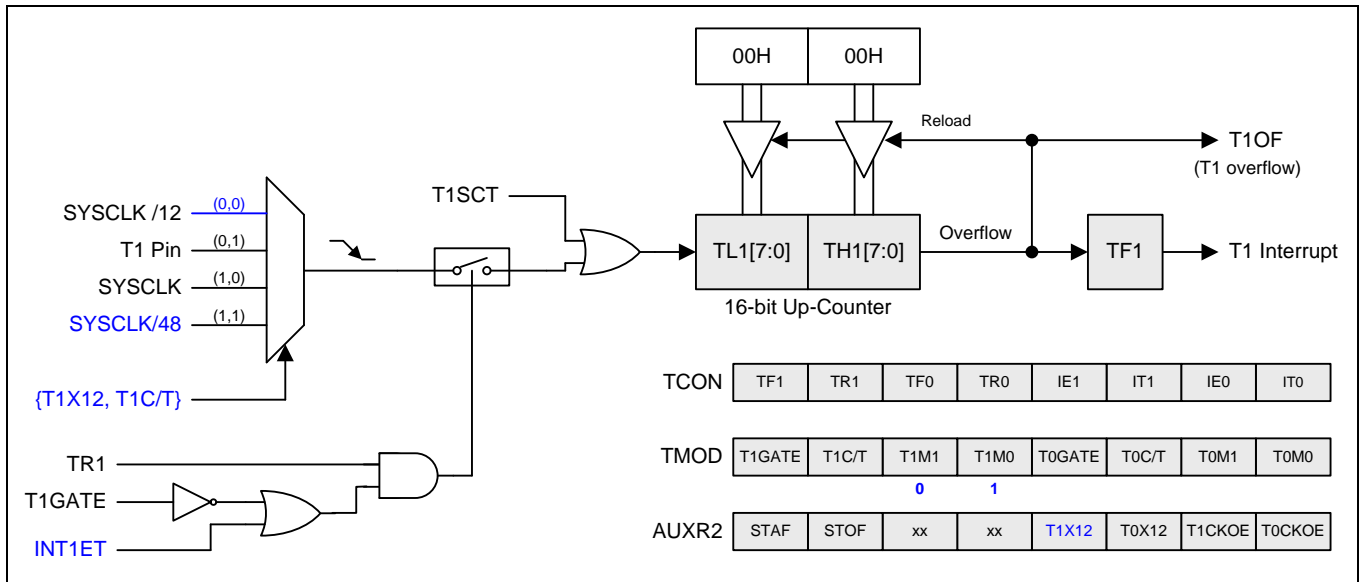 00H 00H
Reload
T1OF
(T1 overflow)
T1SCT
SYSCLK /12 (0,0)
T1 Pin (0,1)
SYSCLK (1,0)
SYSCLK/48 (1,1)
{T1X12, T1C/T}
TL1[7:0] TH1[7:0]
Overflow
TF1
T1 Interrupt
16-bit Up-Counter
TR1
T1GATE
INT1ET
TCON TF1 TR1 TF0 TR0 IE1 IT1 IE0 IT0
TMOD T1GATE T1C/T T1M1 T1M0 T0GATE T0C/T T0M1 T0M0
0 1
AUXR2 STAF STOF xx xx T1X12 T0X12 T1CKOE T0CKOE